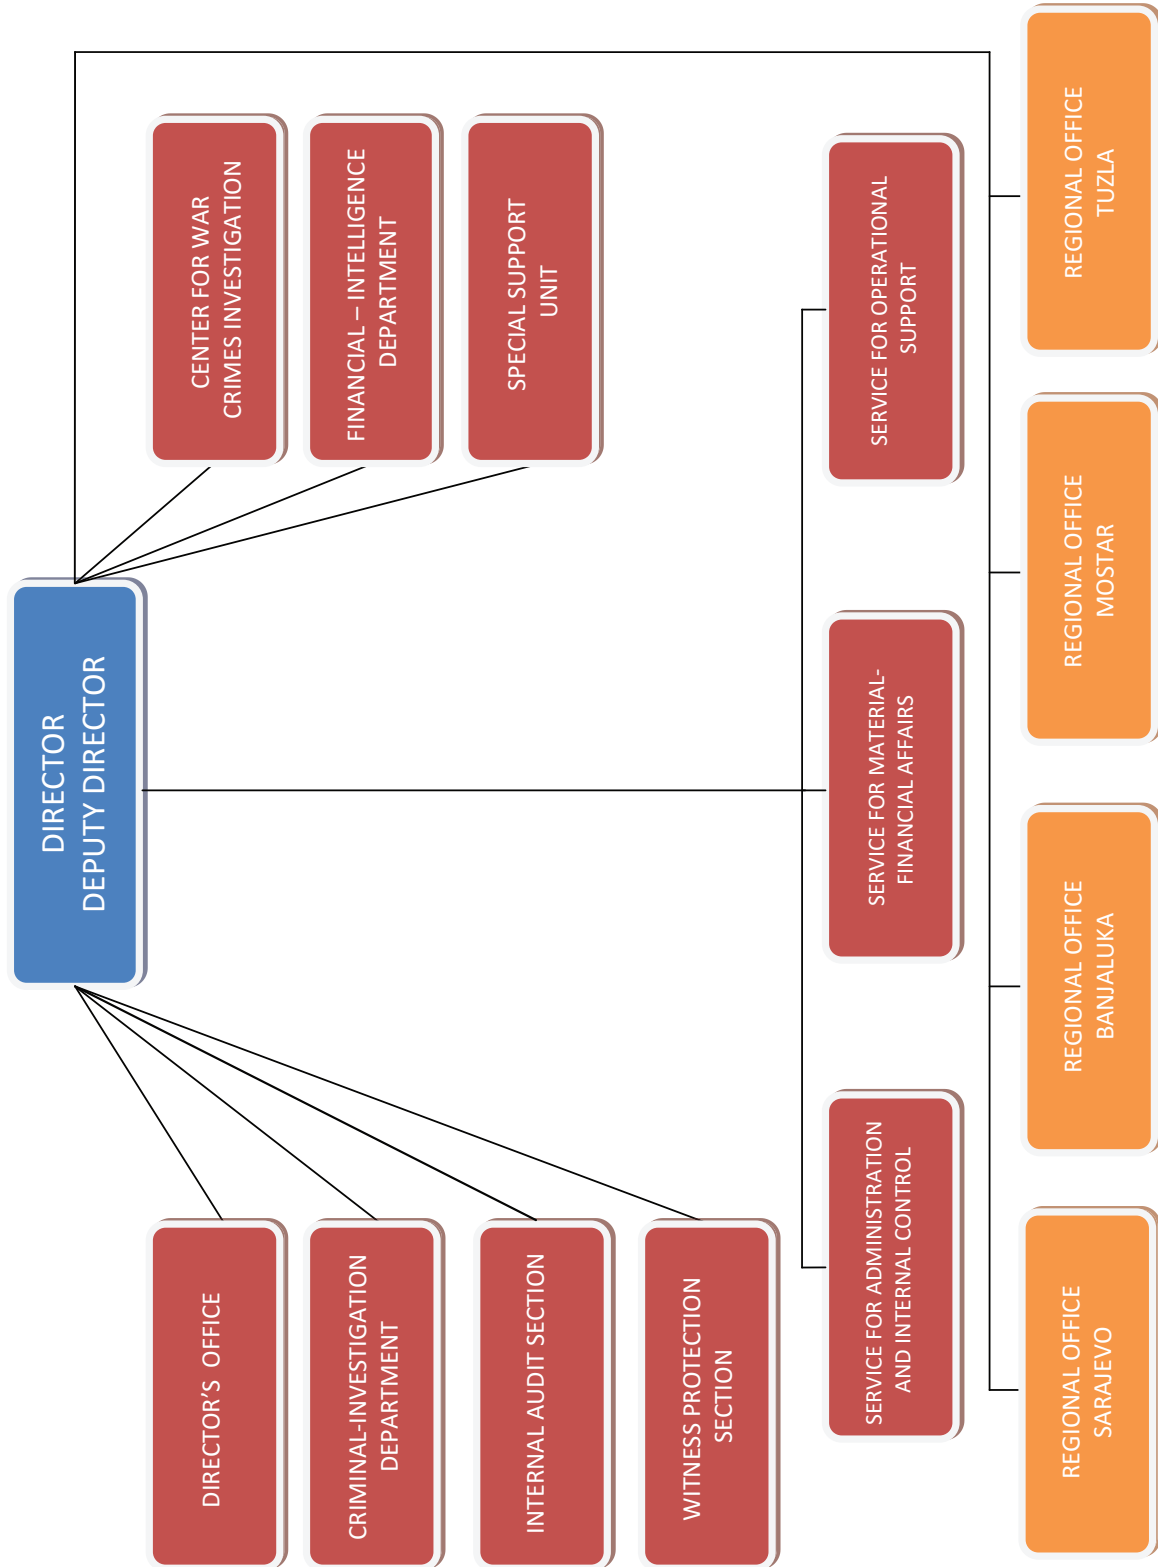 DIRECTOR
DEPUTY DIRECTOR
DIRECTOR'S OFFICE
CRIMINAL-INVESTIGATION
DEPARTMENT
INTERNAL AUDIT SECTION
WITNESS PROTECTION
SECTION
CENTER FOR WAR
CRIMES INVESTIGATION
FINANCIAL – INTELLIGENCE
DEPARTMENT
SPECIAL SUPPORT
UNIT
SERVICE FOR ADMINISTRATION
AND INTERNAL CONTROL
SERVICE FOR MATERIAL-
FINANCIAL AFFAIRS
SERVICE FOR OPERATIONAL
SUPPORT
REGIONAL OFFICE
SARAJEVO
REGIONAL OFFICE
BANJALUKA
REGIONAL OFFICE
MOSTAR
REGIONAL OFFICE
TUZLA